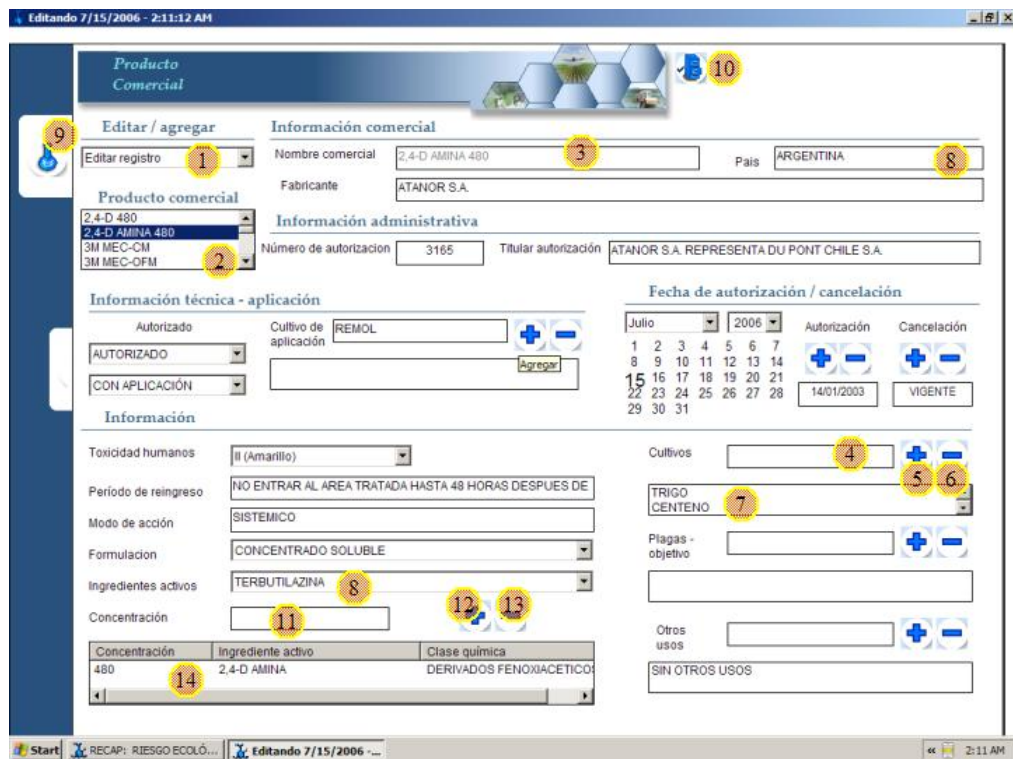 Editando 7/15/2006 - 2:11:12 AM
Producto
Comercial
10
9
Editar / agregar
Información comercial
Editar registro
1
Nombre comercial
2,4-D AMINA 480
3
Pais
ARGENTINA
8
Fabricante
ATANOR S.A.
Producto comercial
2,4-D 480
2,4-D AMINA 480
3M MEC-CM
3M MEC-OFM
2
Información administrativa
Número de autorizacion
3165
Titular autorización
ATANOR S.A. REPRESENTA DU PONT CHILE S.A.
Información técnica - aplicación
Fecha de autorización / cancelación
Autorizado
AUTORIZADO
CON APLICACIÓN
Cultivo de
aplicación
REMOL
Agregar
Julio
2006
1 2 3 4 5 6 7
8 9 10 11 12 13 14
15 16 17 18 19 20 21
22 23 24 25 26 27 28
29 30 31
Autorización
14/01/2003
Cancelación
VIGENTE
Información
Toxicidad humanos
II (Amarillo)
Período de reingreso
NO ENTRAR AL AREA TRATADA HASTA 48 HORAS DESPUES DE
Modo de acción
SISTEMICO
Formulacion
CONCENTRADO SOLUBLE
Ingredientes activos
TERBUTILAZINA
8
Concentración
11
12
13
Concentración Ingrediente activo Clase química
480 2,4-D AMINA DERIVADOS FENOXIACETICOS
14
Cultivos
4
5
6
TRIGO
CENTENO
7
Plagas -
objetivo
Otros
usos
SIN OTROS USOS
Start
RECAP: RIESGO ECOLÓ...
Editando 7/15/2006 -...
2:11 AM